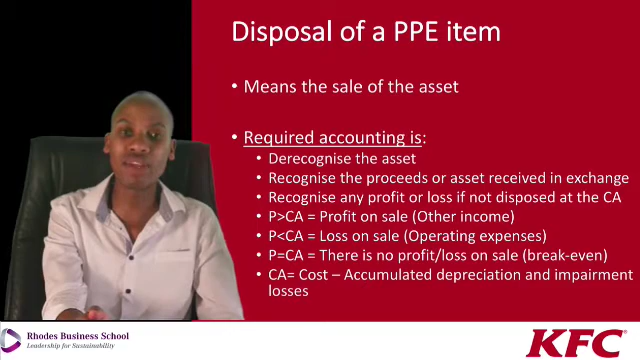 Disposal of a PPE item
• Means the sale of the asset
• Required accounting is:
• Derecognise the asset
• Recognise the proceeds or asset received in exchange
• Recognise any profit or loss if not disposed at the CA
• P>CA = Profit on sale (Other income)
• P<CA = Loss on sale (Operating expenses)
• P=CA = There is no profit/loss on sale (break-even)
• CA= Cost – Accumulated depreciation and impairment
losses
Rhodes Business School
Leadership for Sustainability
KFC